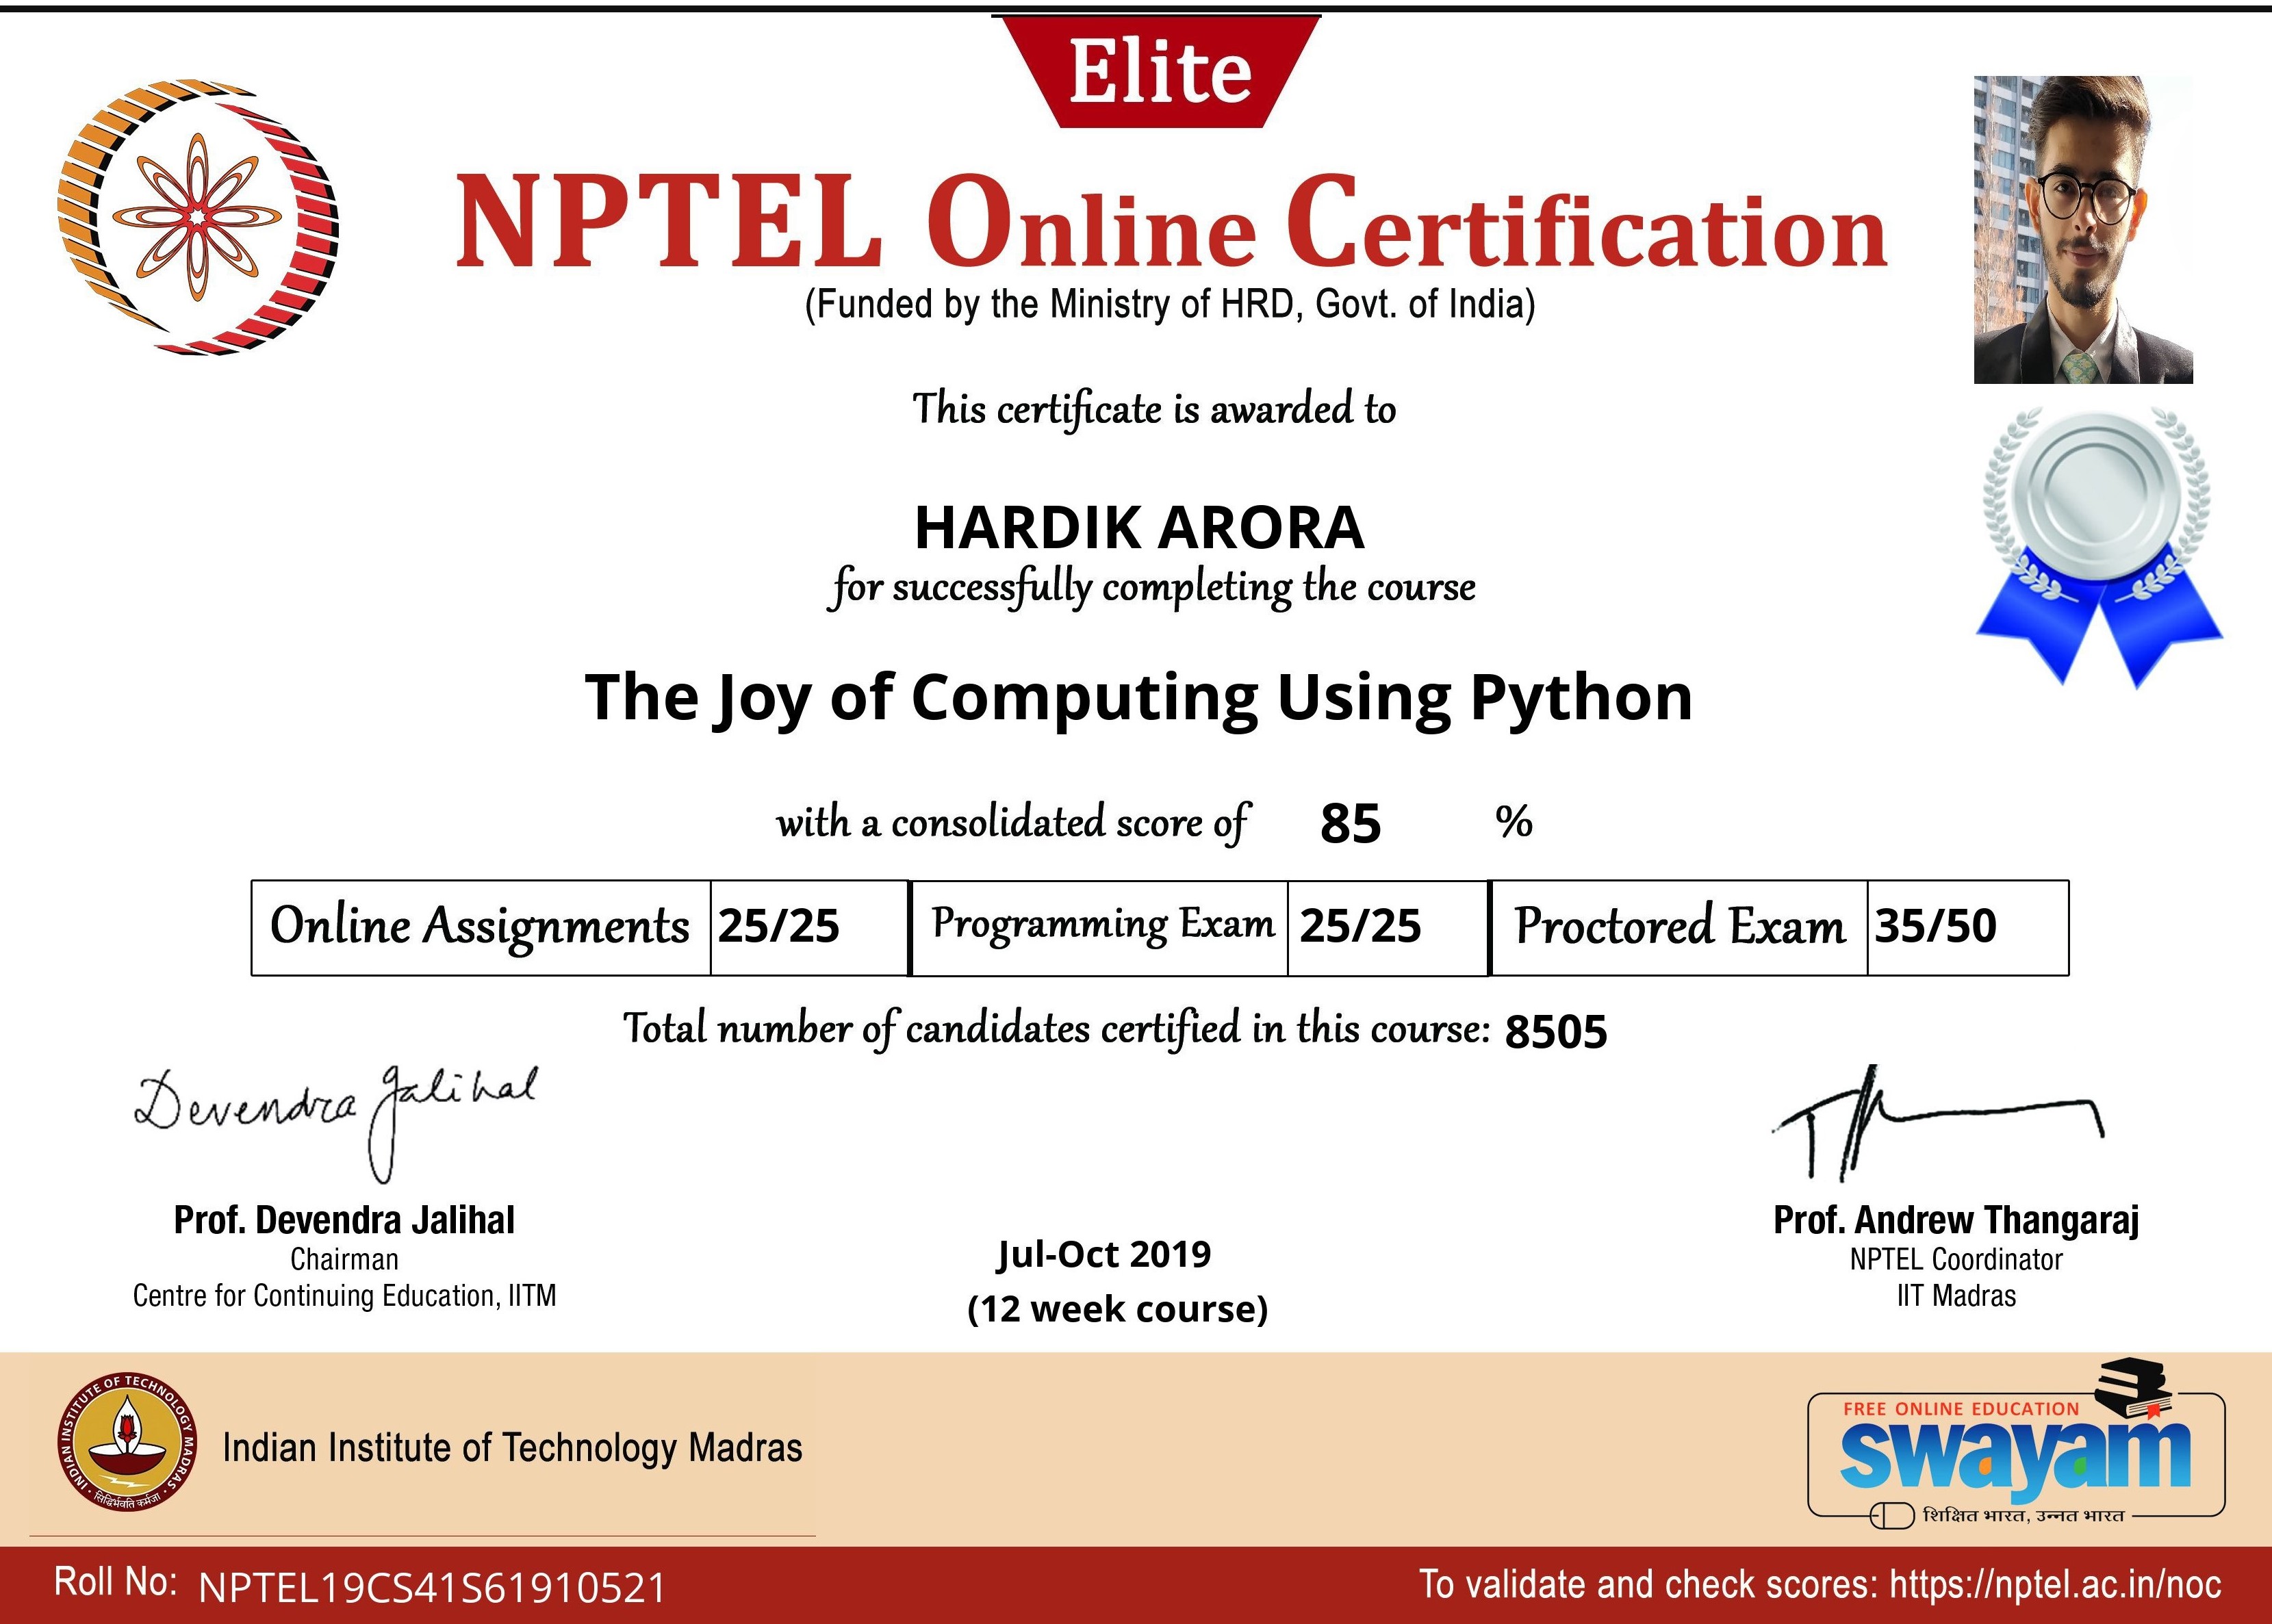 Elite
NPTEL Online Certification
(Funded by the Ministry of HRD, Govt. of India)
This certificate is awarded to
HARDIK ARORA
for successfully completing the course
The Joy of Computing Using Python
with a consolidated score of 85 %
Online Assignments 25/25 Programming Exam 25/25 Proctored Exam 35/50
Total number of candidates certified in this course: 8505
Devendra Jalihal
Prof. Devendra Jalihal
Chairman
Centre for Continuing Education, IITM
Jul-Oct 2019
(12 week course)
Prof. Andrew Thangaraj
NPTEL Coordinator
IIT Madras
INDIAN INSTITUTE OF TECHNOLOGY MADRAS
सिद्धिर्भवति कर्मजा
Indian Institute of Technology Madras
FREE ONLINE EDUCATION
swayam
शिक्षित भारत, उन्नत भारत
Roll No: NPTEL19CS41S61910521
To validate and check scores: https://nptel.ac.in/noc